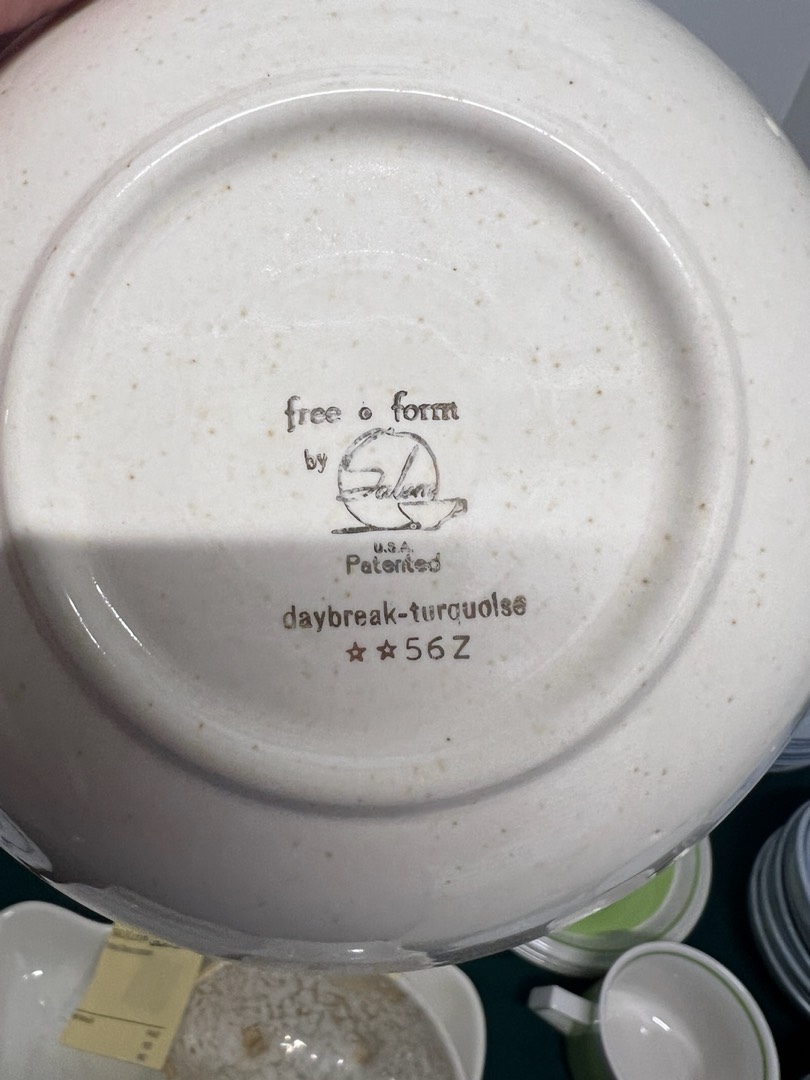 free o form
by Salem
U.S.A.
Patented
daybreak-turquoise
☆☆56Z